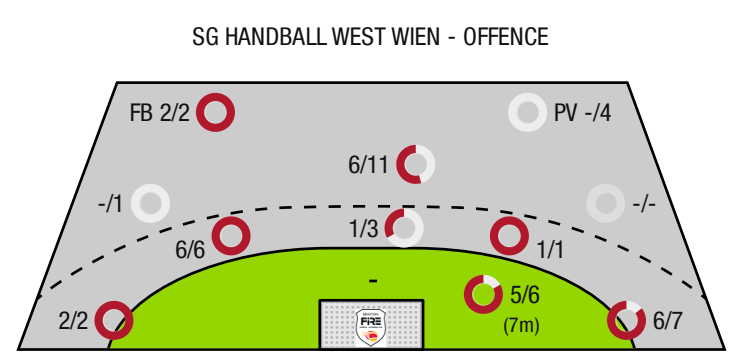 SG HANDBALL WEST WIEN - OFFENCE
FB 2/2
PV -/4
6/11
-/1
-/-
1/3
6/6
1/1
-
5/6
(7m)
2/2
6/7
FIRE